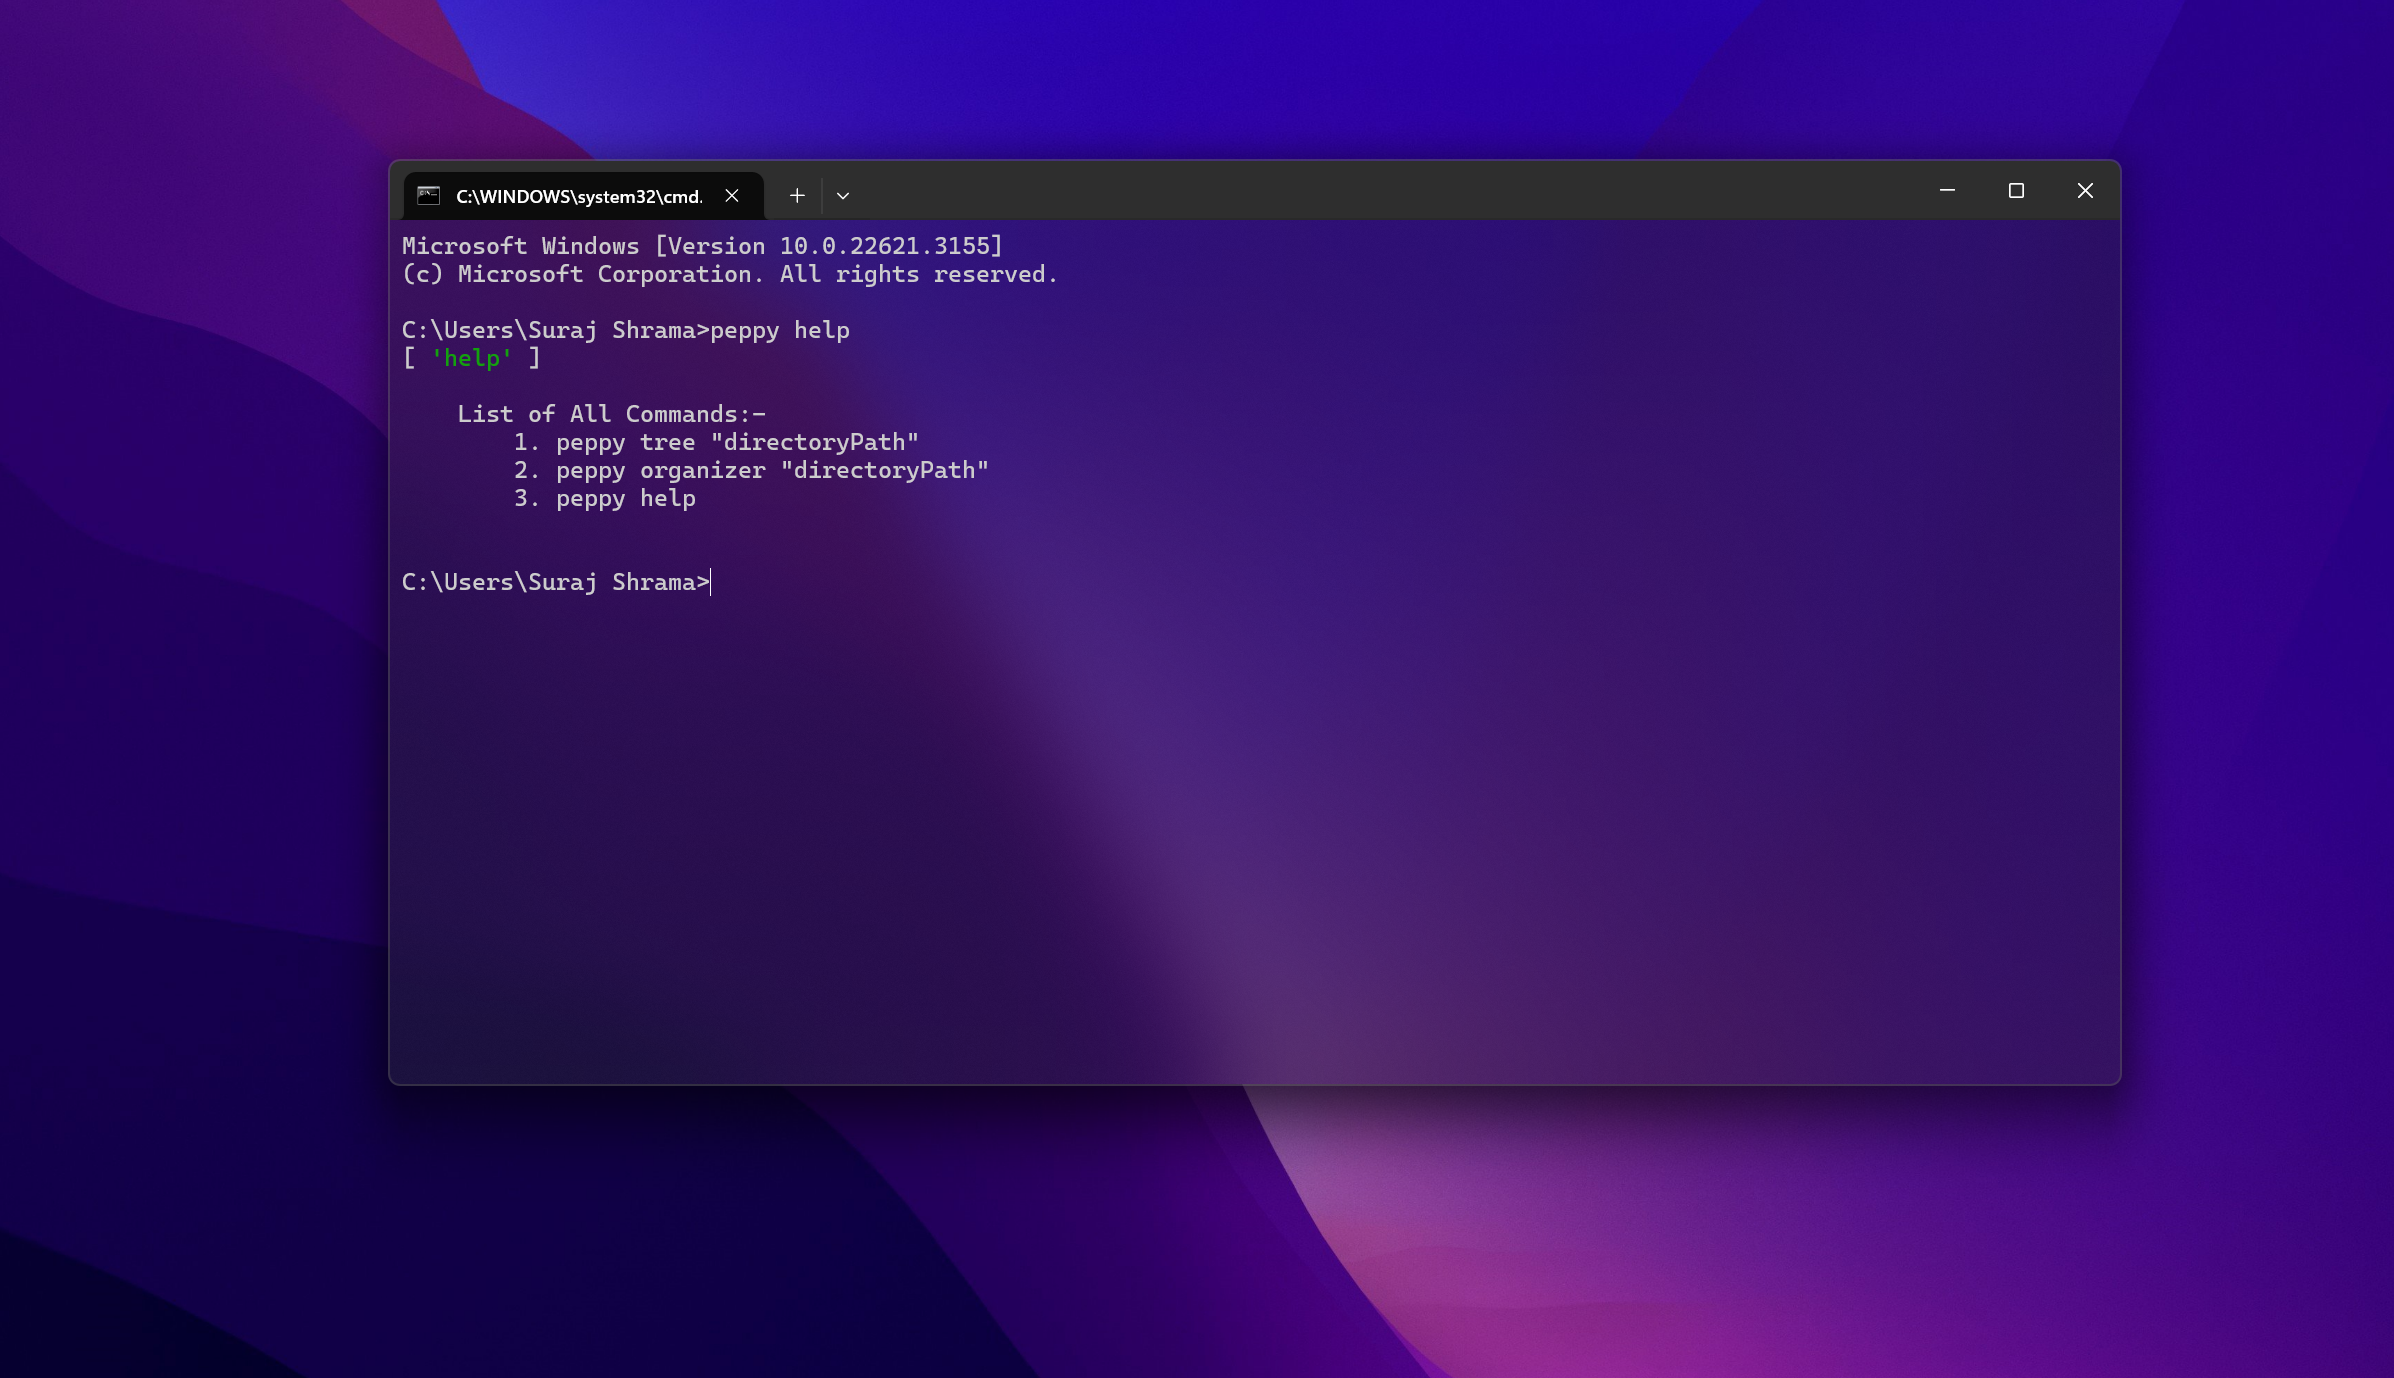 C:\WINDOWS\system32\cmd.
Microsoft Windows [Version 10.0.22621.3155]
(c) Microsoft Corporation. All rights reserved.
C:\Users\Suraj Shrama>peppy help
[ 'help' ]
List of All Commands:-
1. peppy tree "directoryPath"
2. peppy organizer "directoryPath"
3. peppy help
C:\Users\Suraj Shrama>